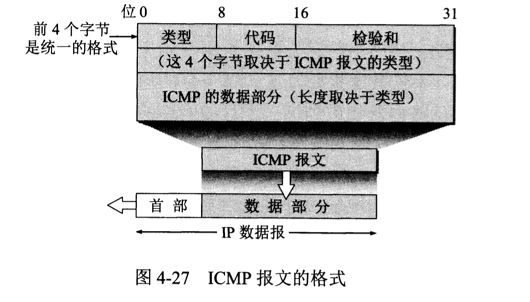 位 0 8 16 31
前 4 个字节
是统一的格式
类型 代码 检验和
(这 4 个字节取决于 ICMP 报文的类型)
ICMP 的数据部分(长度取决于类型)
ICMP 报文
首 部 数 据 部 分
IP 数据报
图 4-27 ICMP 报文的格式